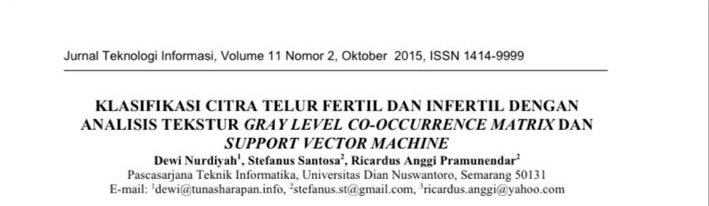 Jurnal Teknologi Informasi, Volume 11 Nomor 2, Oktober 2015, ISSN 1414-9999
KLASIFIKASI CITRA TELUR FERTIL DAN INFERTIL DENGAN
ANALISIS TEKSTUR GRAY LEVEL CO-OCCURRENCE MATRIX DAN
SUPPORT VECTOR MACHINE
Dewi Nurdiyah¹, Stefanus Santosa², Ricardus Anggi Pramunendar²
Pascasarjana Teknik Informatika, Universitas Dian Nuswantoro, Semarang 50131
E-mail: ¹dewi@tunasharapan.info, ²stefanus.st@gmail.com, ³ricardus.anggi@yahoo.com